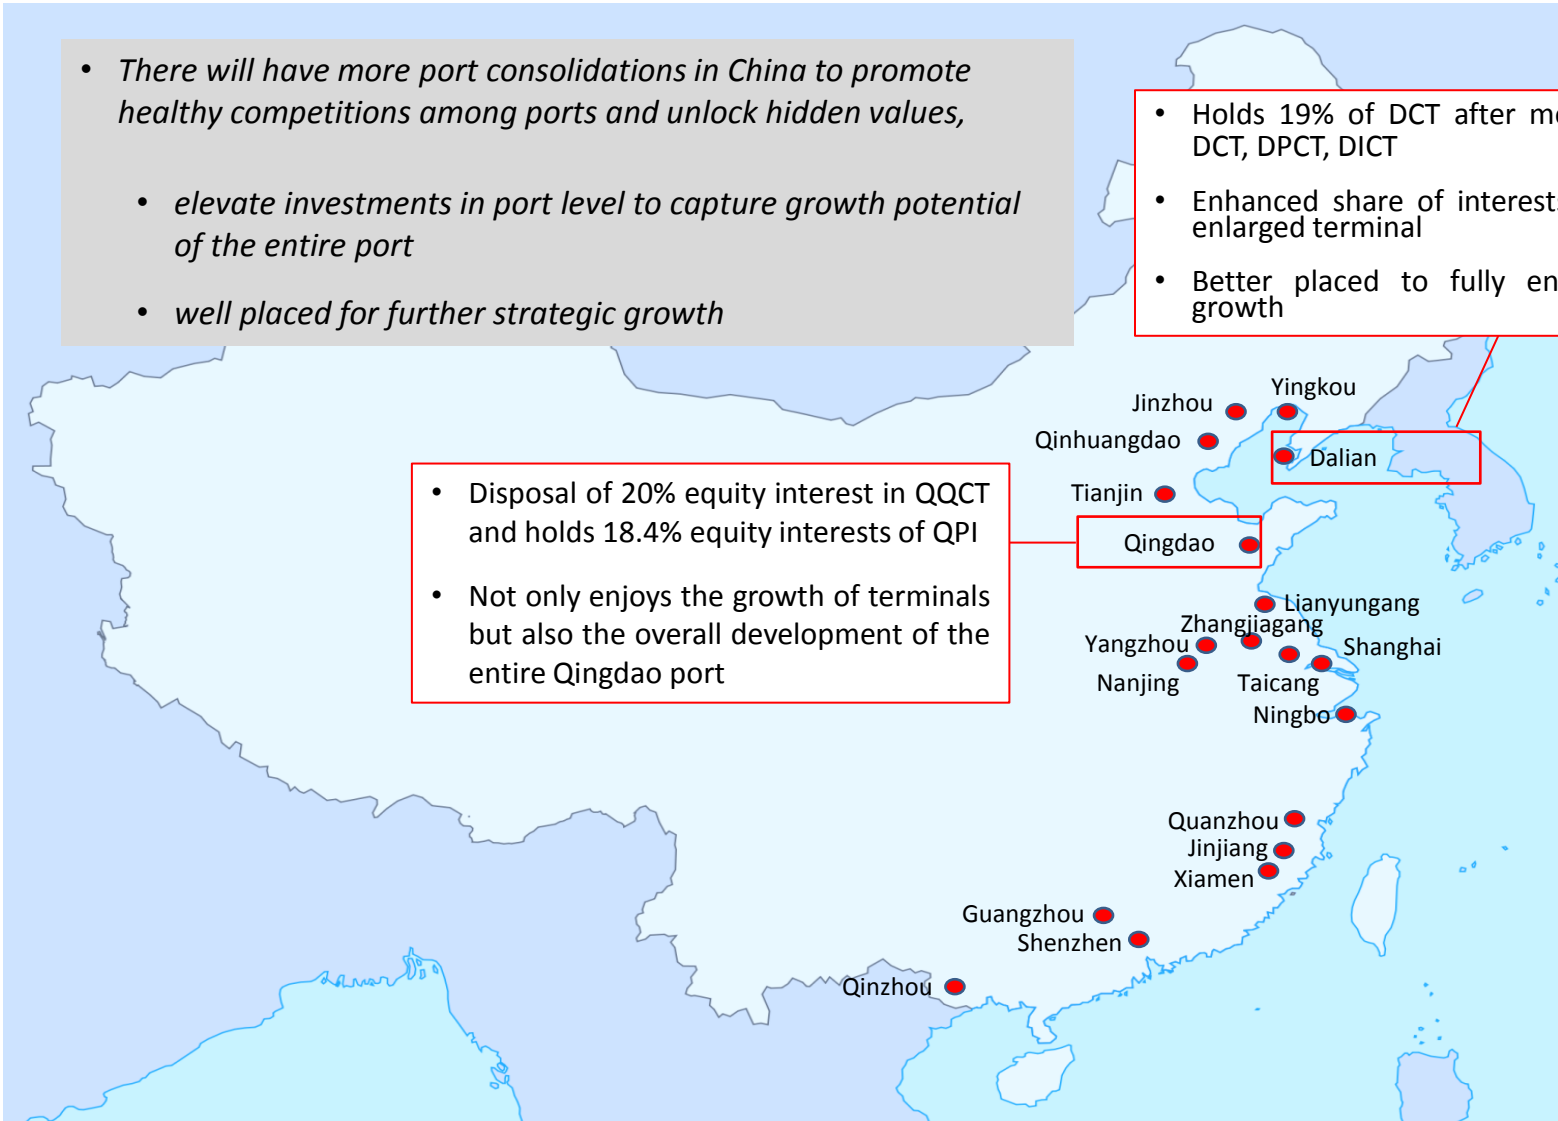 • There will have more port consolidations in China to promote
healthy competitions among ports and unlock hidden values,
• elevate investments in port level to capture growth potential
of the entire port
• well placed for further strategic growth
• Holds 19% of DCT after
DCT, DPCT, DICT
• Enhanced share of
enlarged terminal
• Better placed to fully
growth
Yingkou
Jinzhou
Qinhuangdao
Dalian
Tianjin
• Disposal of 20% equity interest in QQCT
and holds 18.4% equity interests of QPI
• Not only enjoys the growth of terminals
but also the overall development of the
entire Qingdao port
Qingdao
Lianyungang
Zhangjiagang
Yangzhou
Shanghai
Nanjing
Taicang
Ningbo
Quanzhou
Jinjiang
Xiamen
Guangzhou
Shenzhen
Qinzhou